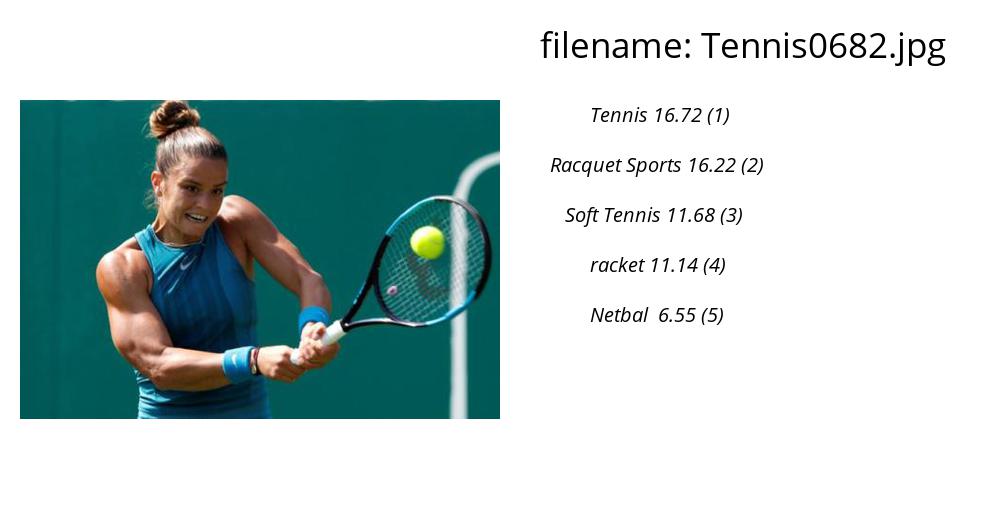 filename: Tennis0682.jpg
Tennis 16.72 (1)
Racquet Sports 16.22 (2)
Soft Tennis 11.68 (3)
racket 11.14 (4)
Netbal  6.55 (5)